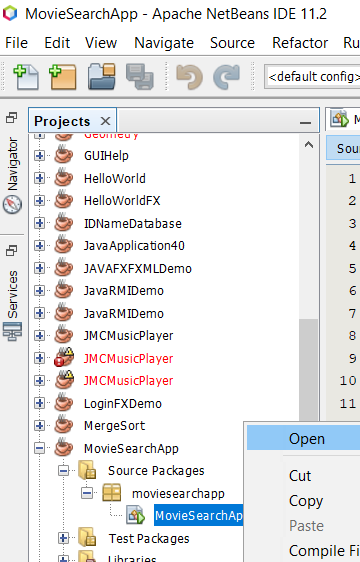 MovieSearchApp - Apache NetBeans IDE 11.2
File Edit View Navigate Source Refactor
<default config>
Projects
GUIHelp
HelloWorld
HelloWorldFX
IDNameDatabase
JavaApplication40
JAVAFXFXMLDemo
JavaRMIDemo
JavaRMIDemo
JMCMusicPlayer
JMCMusicPlayer
JMCMusicPlayer
LoginFXDemo
MergeSort
MovieSearchApp
Source Packages
moviesearchapp
MovieSearchAp
Test Packages
Libraries
Navigator
Services
Sour
1
2
3
4
5
6
7
8
9
10
11
Open
Cut
Copy
Paste
Compile Fi